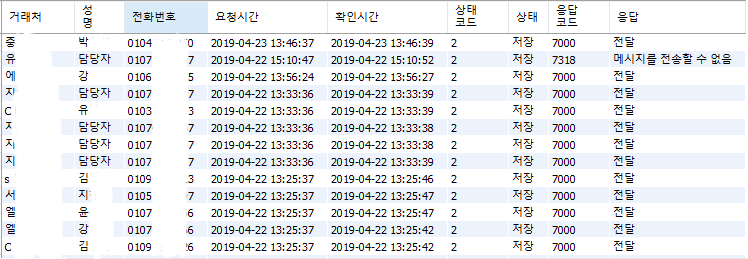 거래처 성명 전화번호 요청시간 확인시간 상태코드 상태 응답코드 응답
중 박 0104 0 2019-04-23 13:46:37 2019-04-23 13:46:39 2 저장 7000 전달
유 담당자 0107 7 2019-04-22 15:10:47 2019-04-22 15:10:52 2 저장 7318 메시지를 전송할 수 없음
에 강 0106 5 2019-04-22 13:56:24 2019-04-22 13:56:27 2 저장 7000 전달
지 담당자 0107 7 2019-04-22 13:33:36 2019-04-22 13:33:39 2 저장 7000 전달
C 유 0103 3 2019-04-22 13:33:36 2019-04-22 13:33:39 2 저장 7000 전달
지 담당자 0107 7 2019-04-22 13:33:36 2019-04-22 13:33:38 2 저장 7000 전달
지 담당자 0107 7 2019-04-22 13:33:36 2019-04-22 13:33:38 2 저장 7000 전달
지 담당자 0107 7 2019-04-22 13:33:36 2019-04-22 13:33:39 2 저장 7000 전달
s 김 0109 3 2019-04-22 13:25:37 2019-04-22 13:25:46 2 저장 7000 전달
서 지 0105 7 2019-04-22 13:25:37 2019-04-22 13:25:47 2 저장 7000 전달
엘 윤 0107 6 2019-04-22 13:25:37 2019-04-22 13:25:47 2 저장 7000 전달
엘 강 0107 6 2019-04-22 13:25:37 2019-04-22 13:25:42 2 저장 7000 전달
C 김 0109 26 2019-04-22 13:25:37 2019-04-22 13:25:42 2 저장 7000 전달